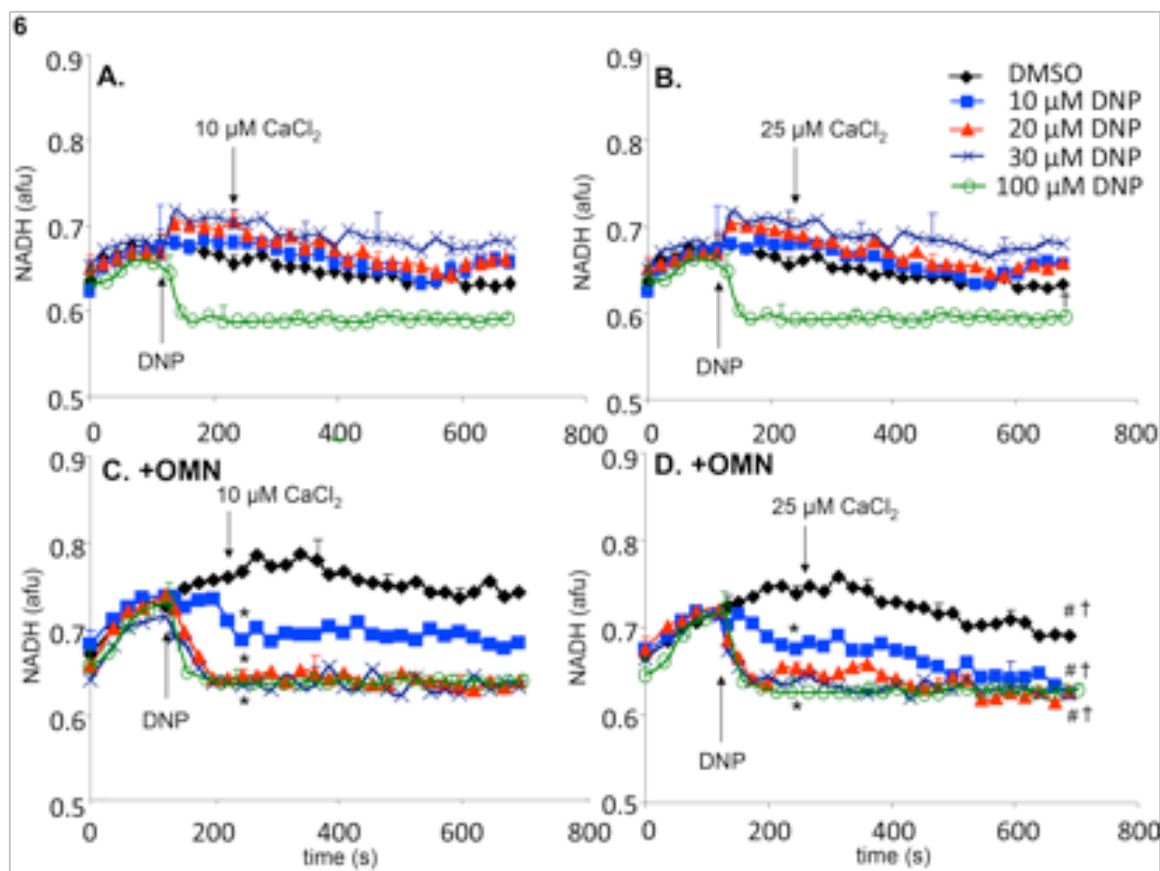 6
A.
0.9
0.8
0.7
0.6
0.5
NADH (afu)
10 µM CaCl₂
DNP
0 200 400 600 800
B.
0.9
0.8
0.7
0.6
0.5
NADH (afu)
25 µM CaCl₂
DNP
0 200 400 600 800
DMSO
10 µM DNP
20 µM DNP
30 µM DNP
100 µM DNP
C. +OMN
0.9
0.8
0.7
0.6
0.5
NADH (afu)
10 µM CaCl₂
*
*
*
DNP
0 200 400 600 800
time (s)
D. +OMN
0.9
0.8
0.7
0.6
0.5
NADH (afu)
25 µM CaCl₂
*
*
# †
# †
# †
DNP
0 200 400 600 800
time (s)